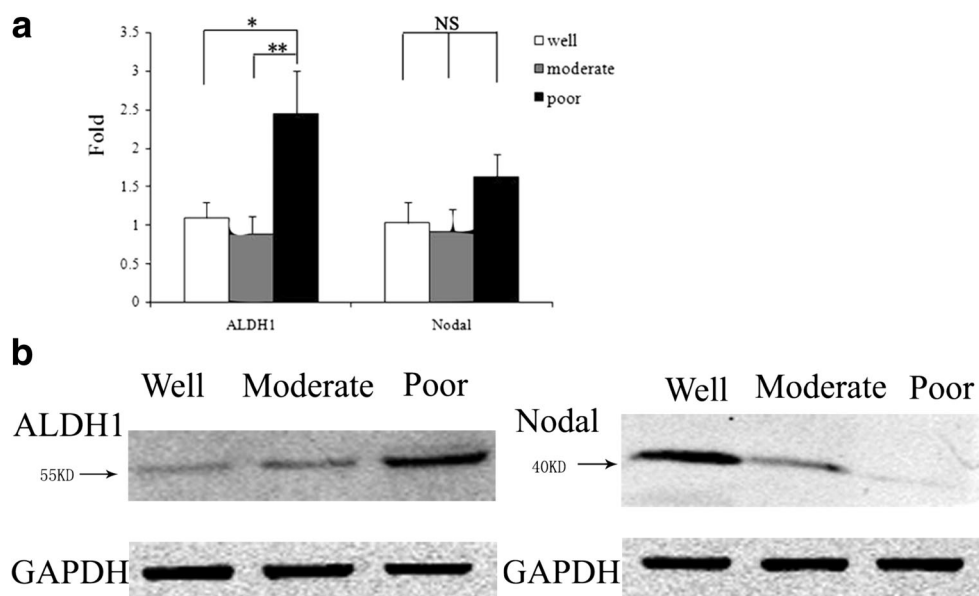 a
3.5
3
2.5
2
1.5
1
0.5
0
Fold
*
**
NS
well
moderate
poor
ALDH1
Nodal
b
Well Moderate Poor
ALDH1
55KD
GAPDH
Well Moderate Poor
Nodal
40KD
GAPDH